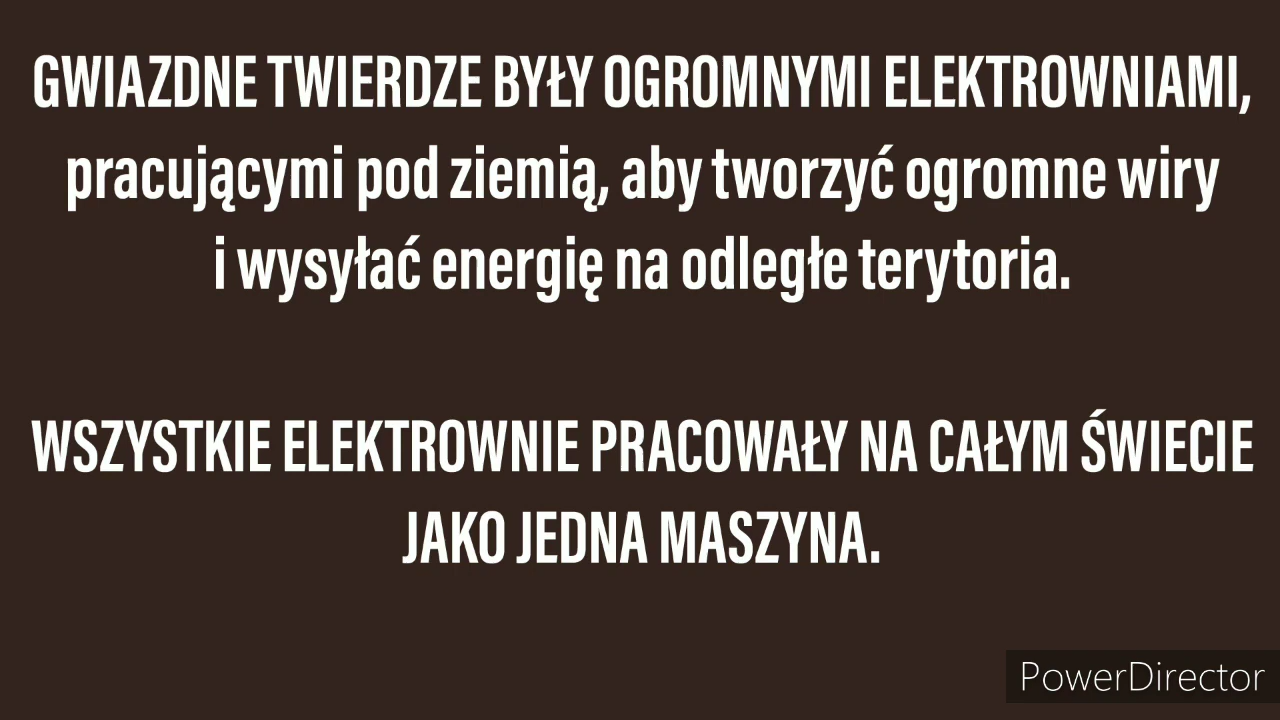 GWIAZDNE TWIERDZE BYŁY OGROMNYMI ELEKTROWNIAMI,
pracującymi pod ziemią, aby tworzyć ogromne wiry
i wysyłać energię na odległe terytoria.
WSZYSTKIE ELEKTROWNIE PRACOWAŁY NA CAŁYM ŚWIECIE
JAKO JEDNA MASZYNA.
PowerDirector